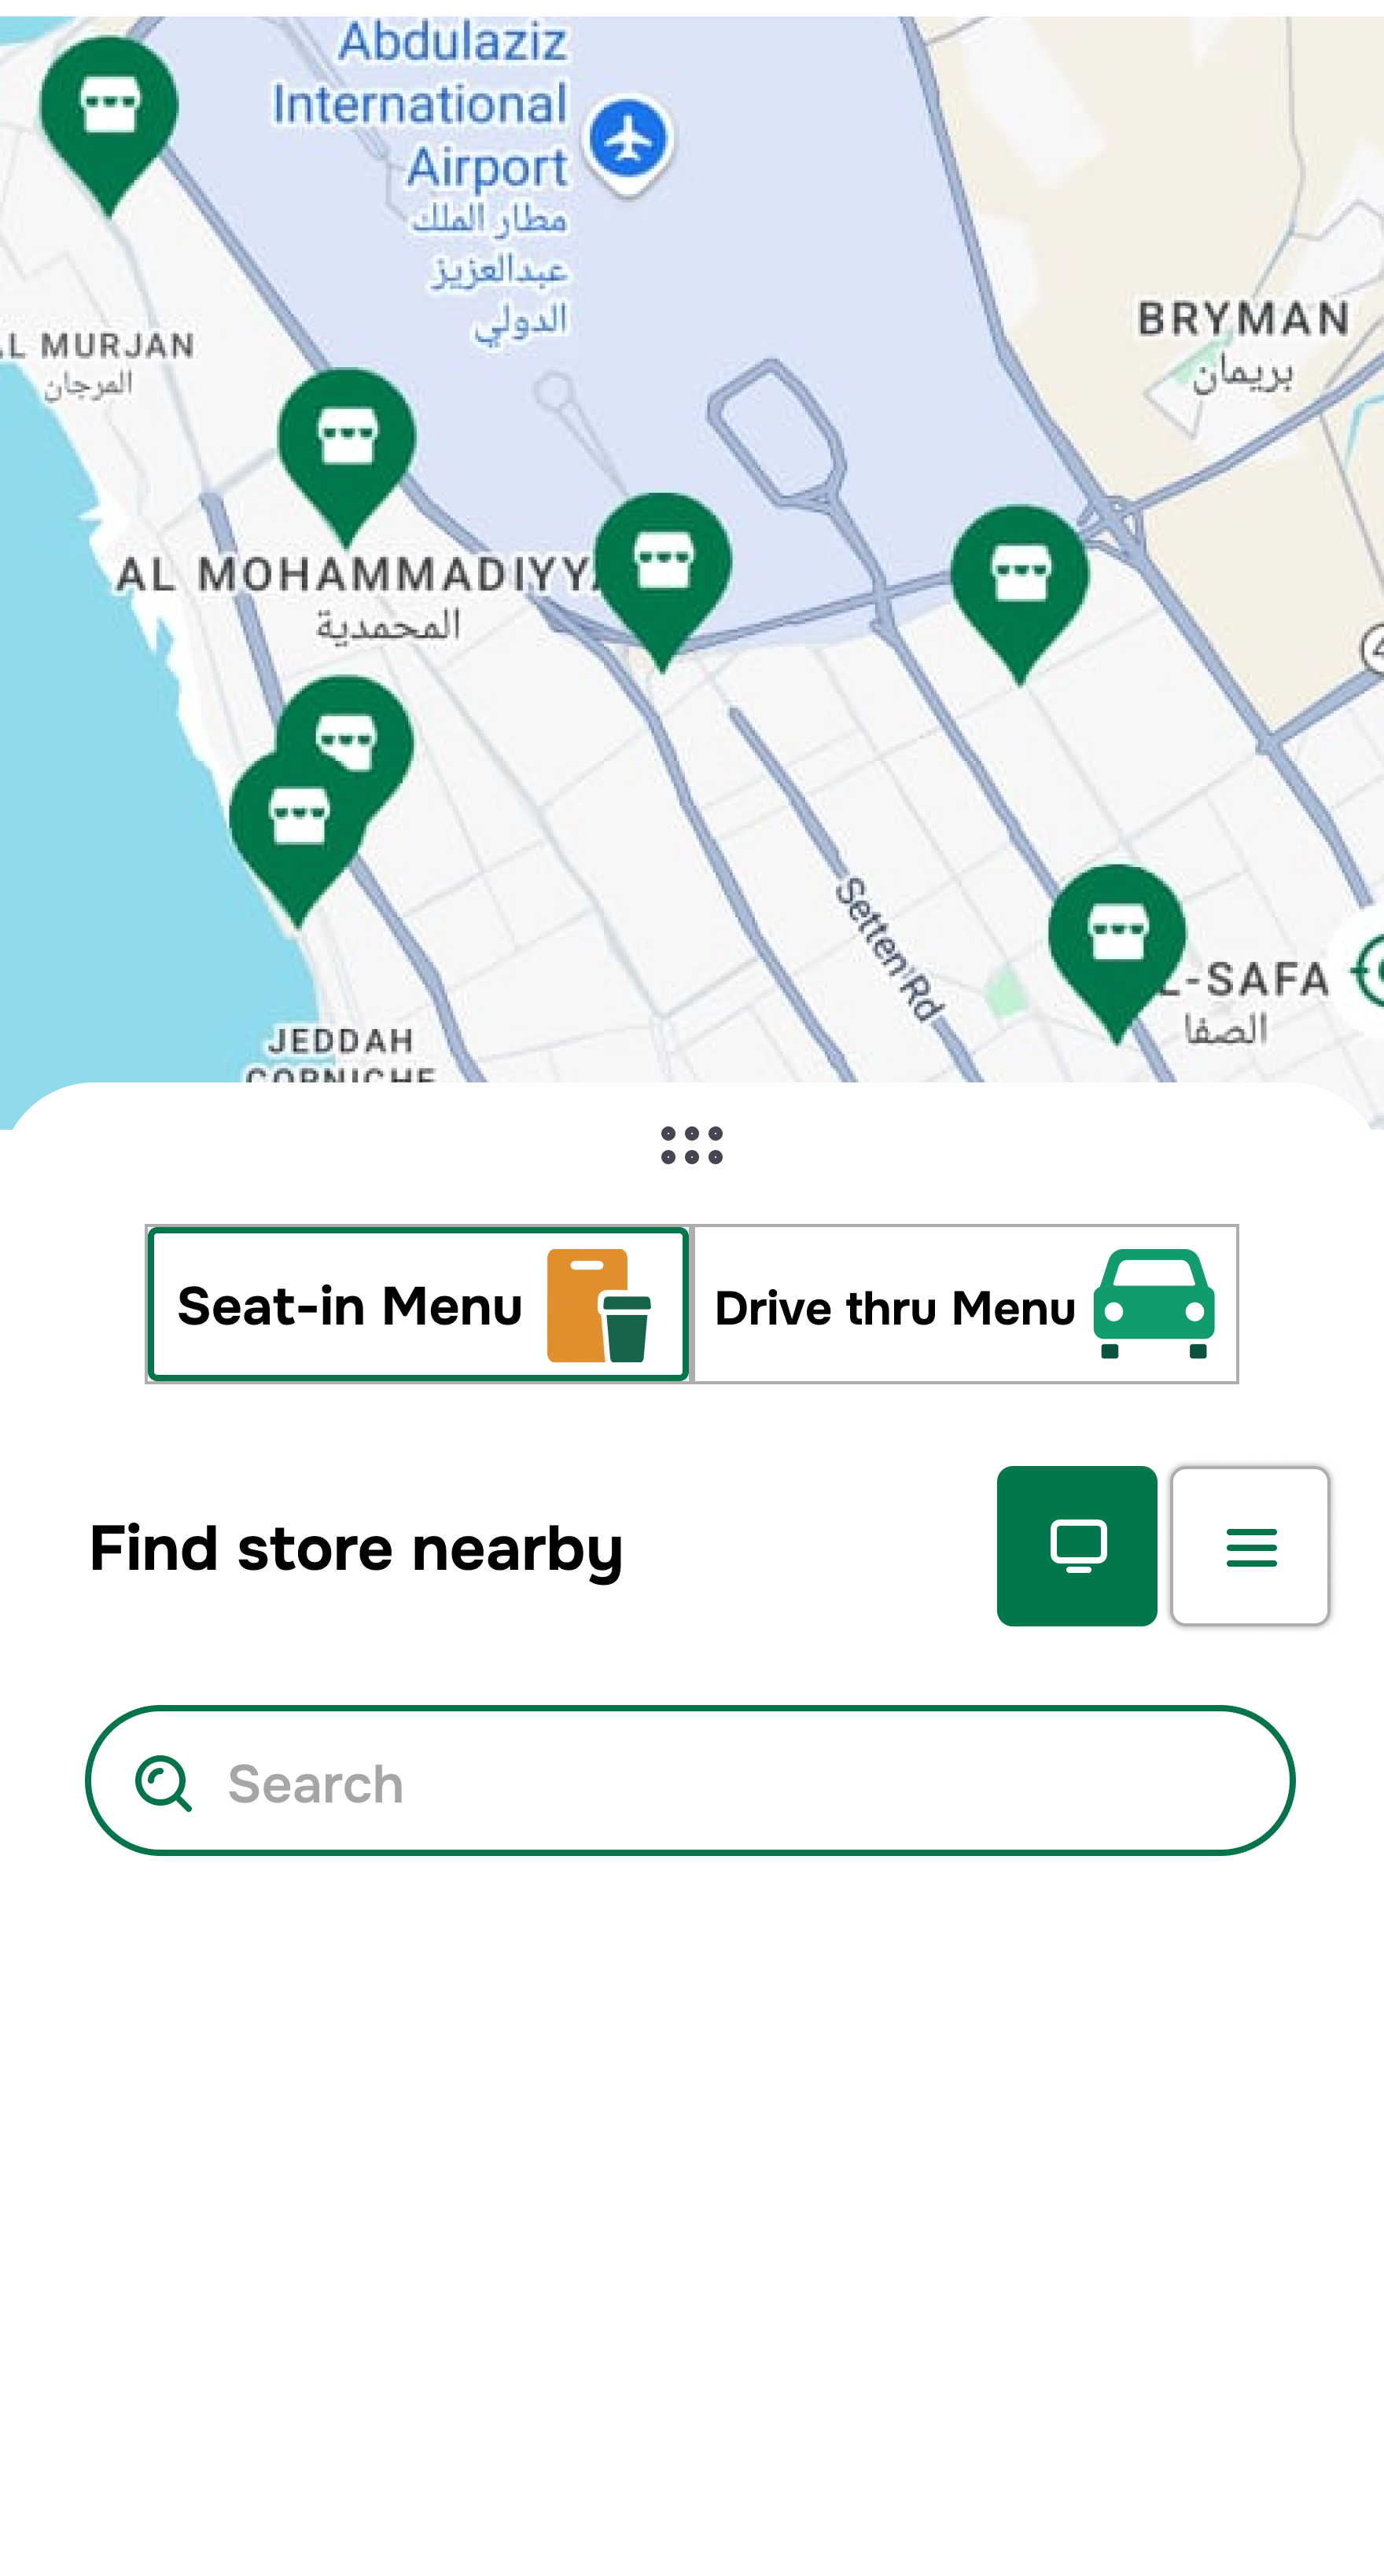 Abdulaziz
International
Airport
مطار الملك
عبدالعزيز
الدولي
BRYMAN
بريمان
L MURJAN
المرجان
AL MOHAMMADIYYA
المحمدية
4
Setten Rd
L-SAFA
الصفا
JEDDAH
CORNICHE
Seat-in Menu
Drive thru Menu
Find store nearby
Search